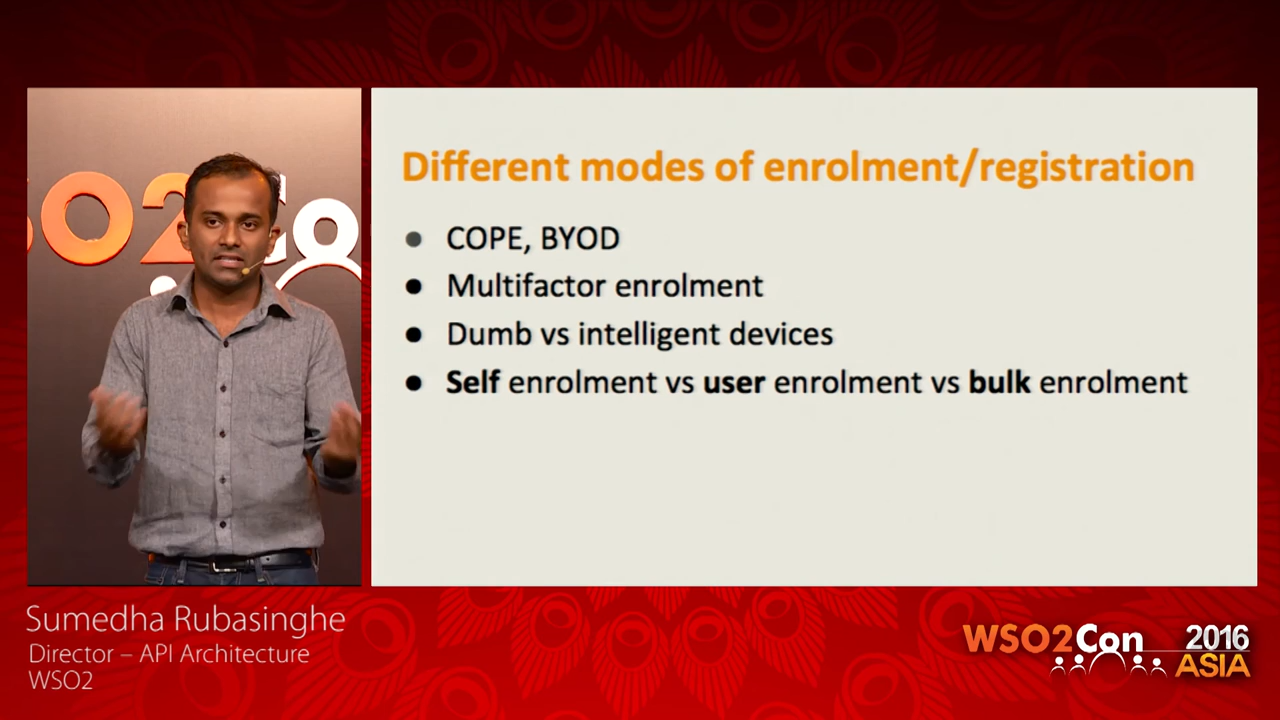 SO2Co
Different modes of enrolment/registration
COPE, BYOD
Multifactor enrolment
Dumb vs intelligent devices
Self enrolment vs user enrolment vs bulk enrolment
Sumedha Rubasinghe
Director – API Architecture
WSO2
WSO2Con 2016
ASIA